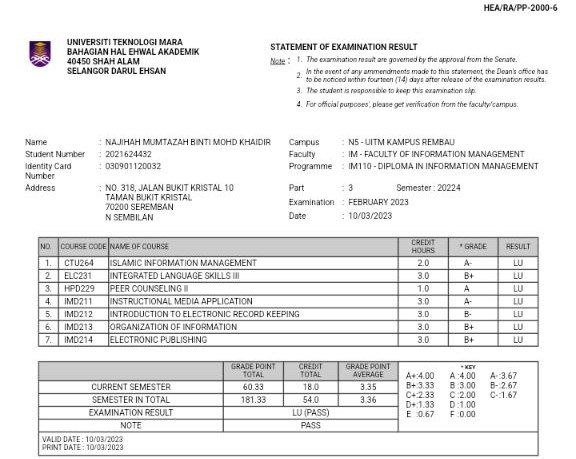 HEA/RA/PP-2000-6
UNIVERSITI TEKNOLOGI MARA
BAHAGIAN HAL EHWAL AKADEMIK
40450 SHAH ALAM
SELANGOR DARUL EHSAN
STATEMENT OF EXAMINATION RESULT
Note : 1. The examination result are governed by the approval from the Senate.
2. In the event of any ammendments made to this statement, the Dean's office has
to be noticed within fourteen (14) days after release of the examination results.
3. The student is responsible to keep this examination slip.
4. For official purposes', please get verification from the faculty/campus.
Name : NAJIHAH MUMTAZAH BINTI MOHD KHAIDIR
Student Number : 2021624432
Identity Card Number : 030901120032
Address : NO. 318, JALAN BUKIT KRISTAL 10
TAMAN BUKIT KRISTAL
70200 SEREMBAN
N SEMBILAN
Campus : N5 - UITM KAMPUS REMBAU
Faculty : IM - FACULTY OF INFORMATION MANAGEMENT
Programme : IM110 - DIPLOMA IN INFORMATION MANAGEMENT
Part : 3 Semester : 20224
Examination : FEBRUARY 2023
Date : 10/03/2023
NO. COURSE CODE NAME OF COURSE CREDIT HOURS * GRADE RESULT
1. CTU264 ISLAMIC INFORMATION MANAGEMENT 2.0 A- LU
2. ELC231 INTEGRATED LANGUAGE SKILLS III 3.0 B+ LU
3. HPD229 PEER COUNSELING II 1.0 A LU
4. IMD211 INSTRUCTIONAL MEDIA APPLICATION 3.0 A- LU
5. IMD212 INTRODUCTION TO ELECTRONIC RECORD KEEPING 3.0 B- LU
6. IMD213 ORGANIZATION OF INFORMATION 3.0 B+ LU
7. IMD214 ELECTRONIC PUBLISHING 3.0 B+ LU
GRADE POINT TOTAL CREDIT TOTAL GRADE POINT AVERAGE
CURRENT SEMESTER 60.33 18.0 3.35
SEMESTER IN TOTAL 181.33 54.0 3.36
EXAMINATION RESULT LU (PASS)
NOTE PASS
* KEY
A+:4.00 A :4.00 A-:3.67
B+:3.33 B :3.00 B-:2.67
C+:2.33 C :2.00 C-:1.67
D+:1.33 D :1.00
E :0.67 F :0.00
VALID DATE : 10/03/2023
PRINT DATE : 10/03/2023